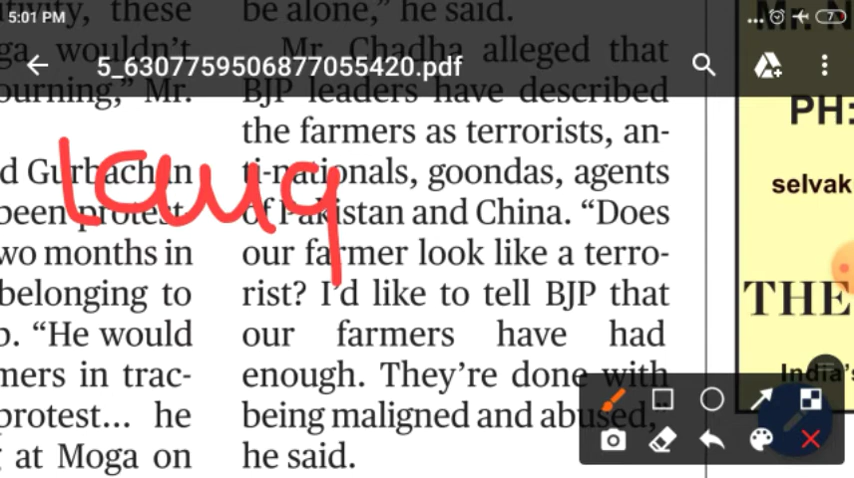 5:01 PM
7
5_6307759506877055420.pdf
ga wouldn't
ourning," Mr.
d Gurbachan
been protest-
wo months in
belonging to
b. "He would
mers in trac-
protest... he
g at Moga on
be alone," he said.
Mr. Chadha alleged that
BJP leaders have described
the farmers as terrorists, an-
ti-nationals, goondas, agents
of Pakistan and China. "Does
our farmer look like a terro-
rist? I'd like to tell BJP that
our farmers have had
enough. They're done with
being maligned and abused,"
he said.
Mr. N
PH:
selvak
THE
India's